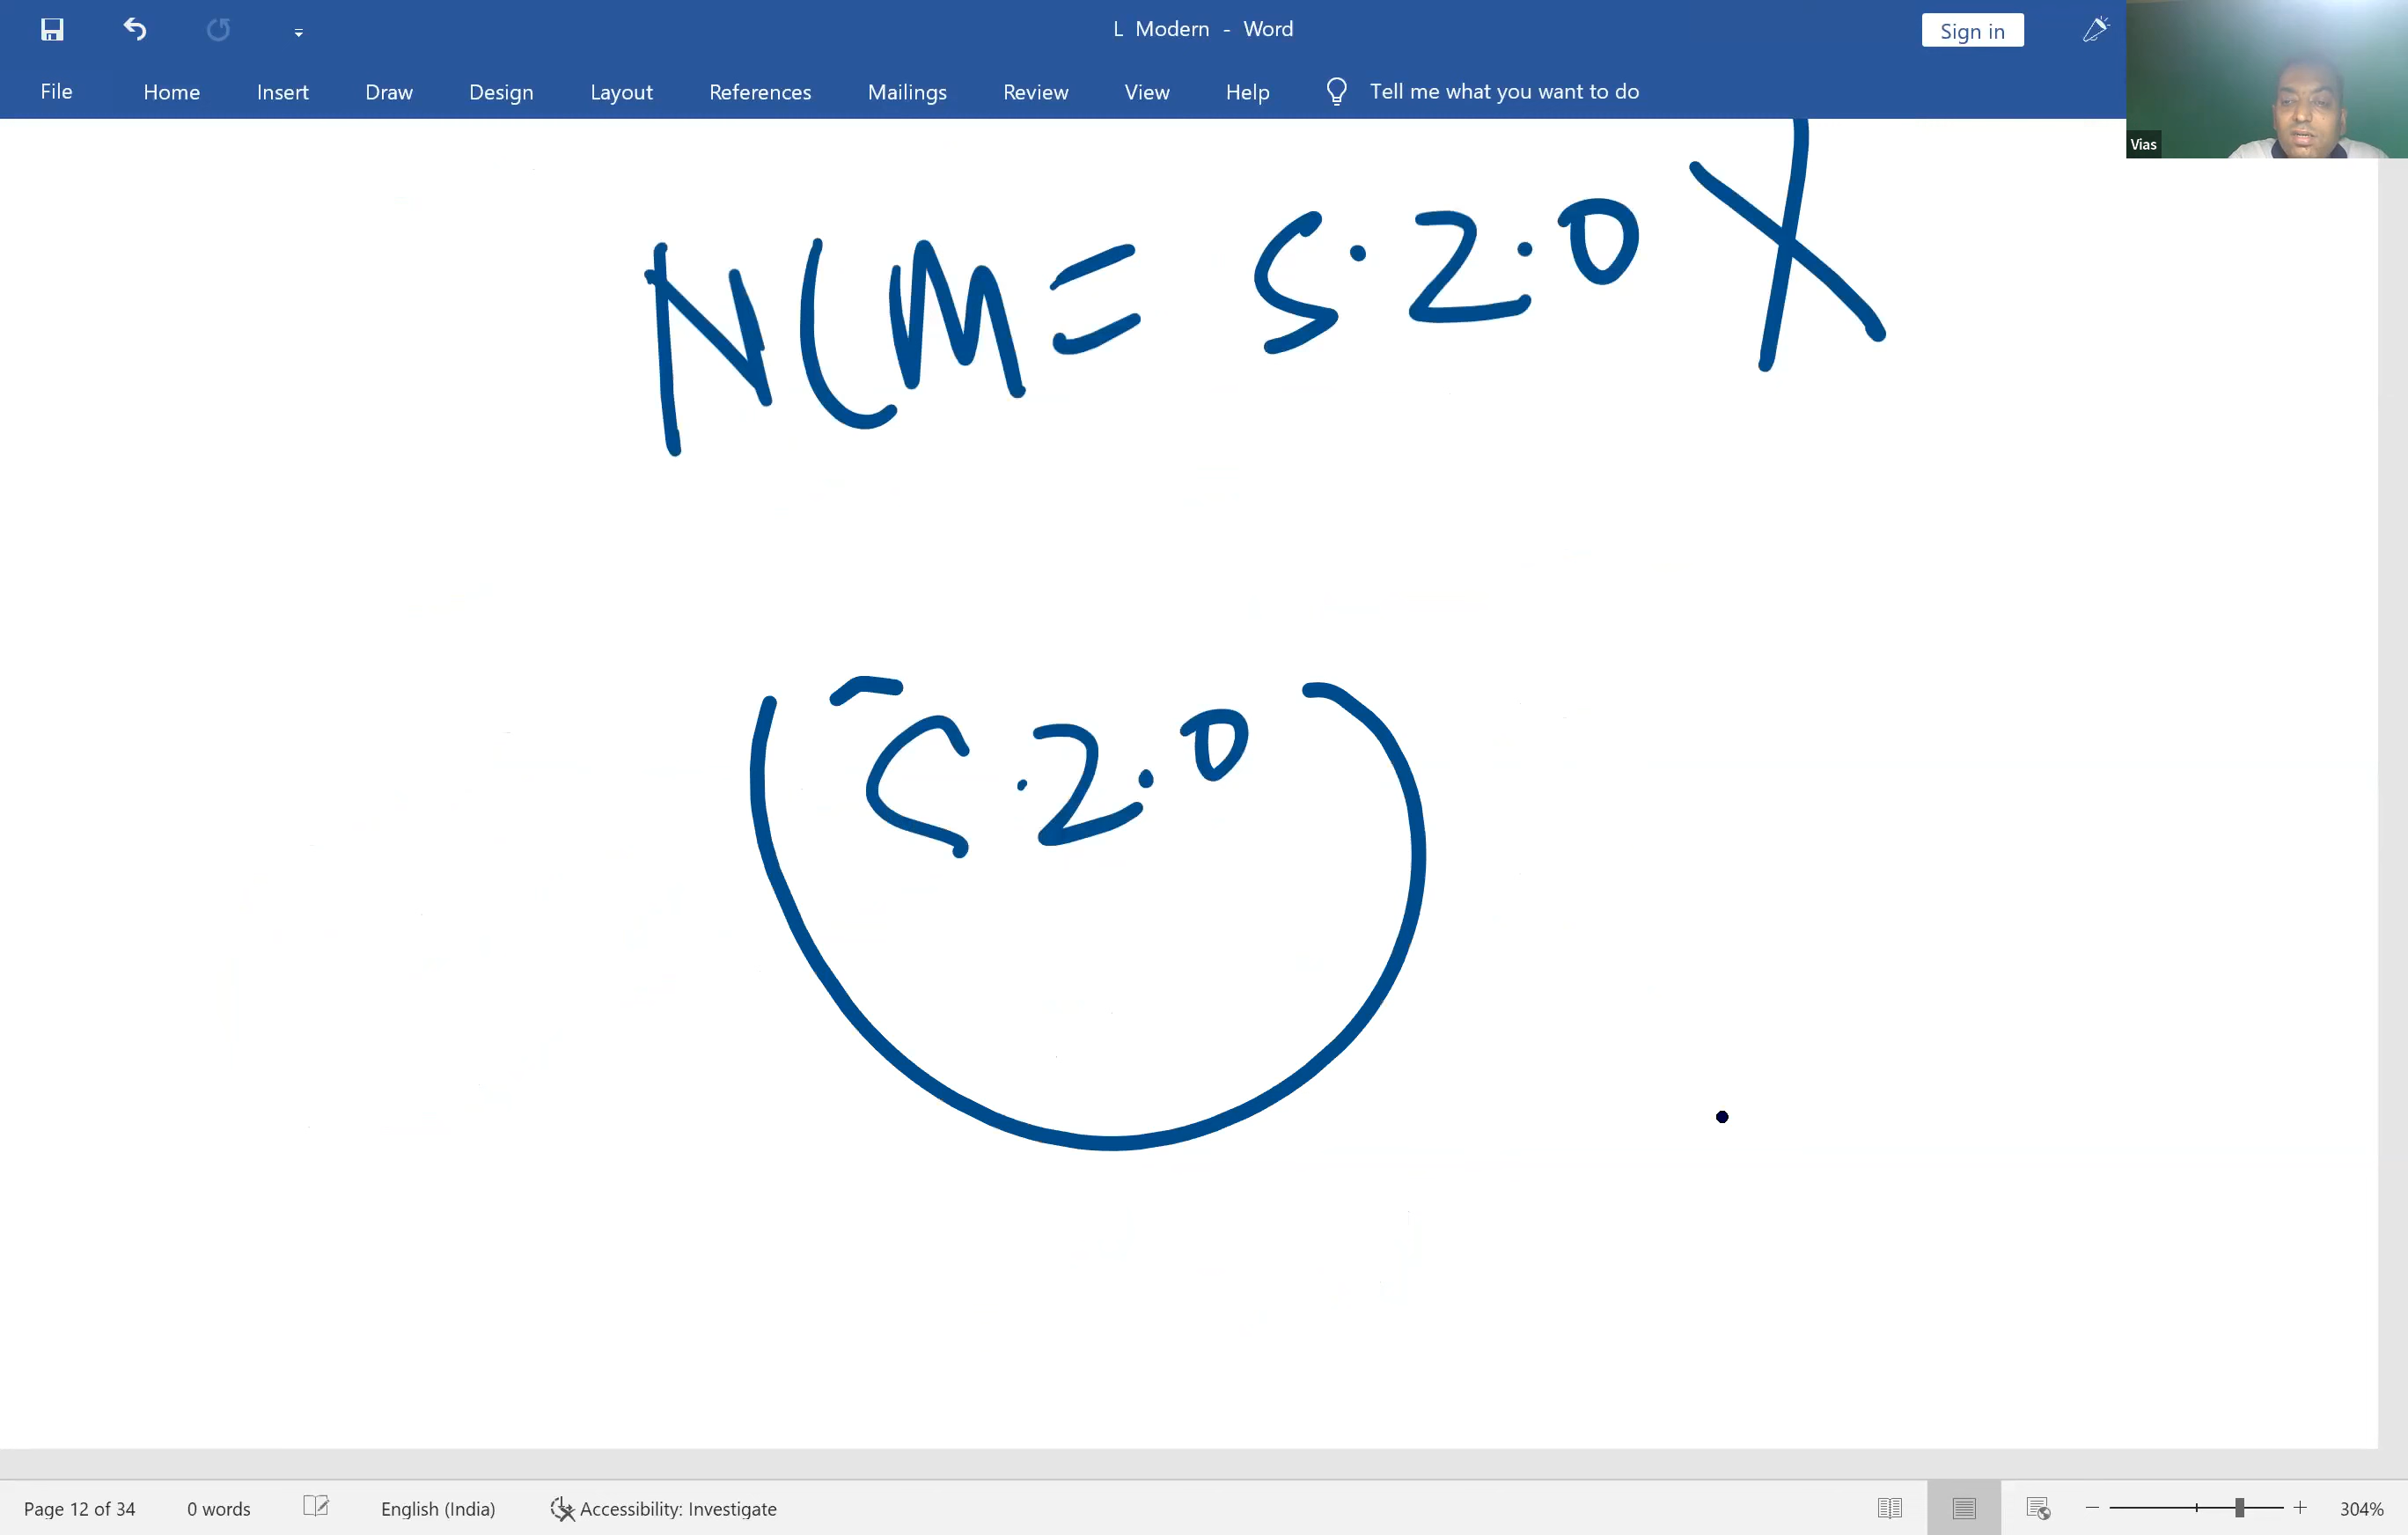 L Modern - Word
Sign in
File Home Insert Draw Design Layout References Mailings Review View Help Tell me what you want to do
Vias
NCM = S.2.0 X
S.2.0
Page 12 of 34 0 words English (India) Accessibility: Investigate 304%